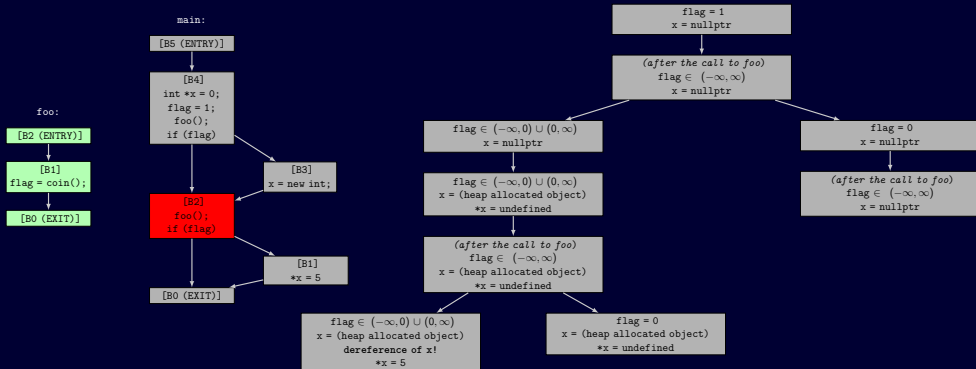 foo:
[B2 (ENTRY)]
[B1]
flag = coin();
[B0 (EXIT)]
main:
[B5 (ENTRY)]
[B4]
int *x = 0;
flag = 1;
foo();
if (flag)
[B3]
x = new int;
[B2]
foo();
if (flag)
[B1]
*x = 5
[B0 (EXIT)]
flag = 1
x = nullptr
(after the call to foo)
flag ∈ (−∞, ∞)
x = nullptr
flag ∈ (−∞, 0) ∪ (0, ∞)
x = nullptr
flag = 0
x = nullptr
flag ∈ (−∞, 0) ∪ (0, ∞)
x = (heap allocated object)
*x = undefined
(after the call to foo)
flag ∈ (−∞, ∞)
x = nullptr
(after the call to foo)
flag ∈ (−∞, ∞)
x = (heap allocated object)
*x = undefined
flag ∈ (−∞, 0) ∪ (0, ∞)
x = (heap allocated object)
dereference of x!
*x = 5
flag = 0
x = (heap allocated object)
*x = undefined